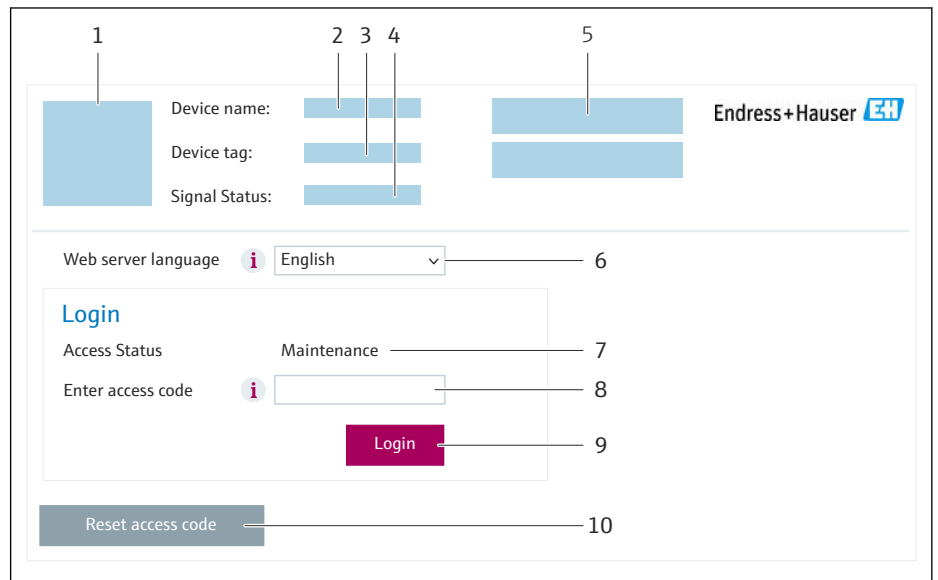 1 2 3 4 5
Device name:
Endress+Hauser EH
Device tag:
Signal Status:
Web server language i English 6
Login
Access Status Maintenance 7
Enter access code i 8
Login 9
Reset access code 10